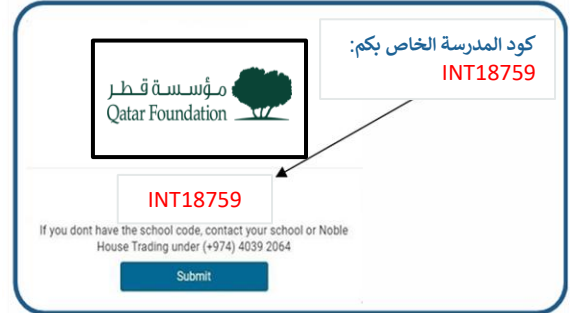 كود المدرسة الخاص بكم:
INT18759
مؤسسة قطر
Qatar Foundation
INT18759
If you dont have the school code, contact your school or Noble
House Trading under (+974) 4039 2064
Submit